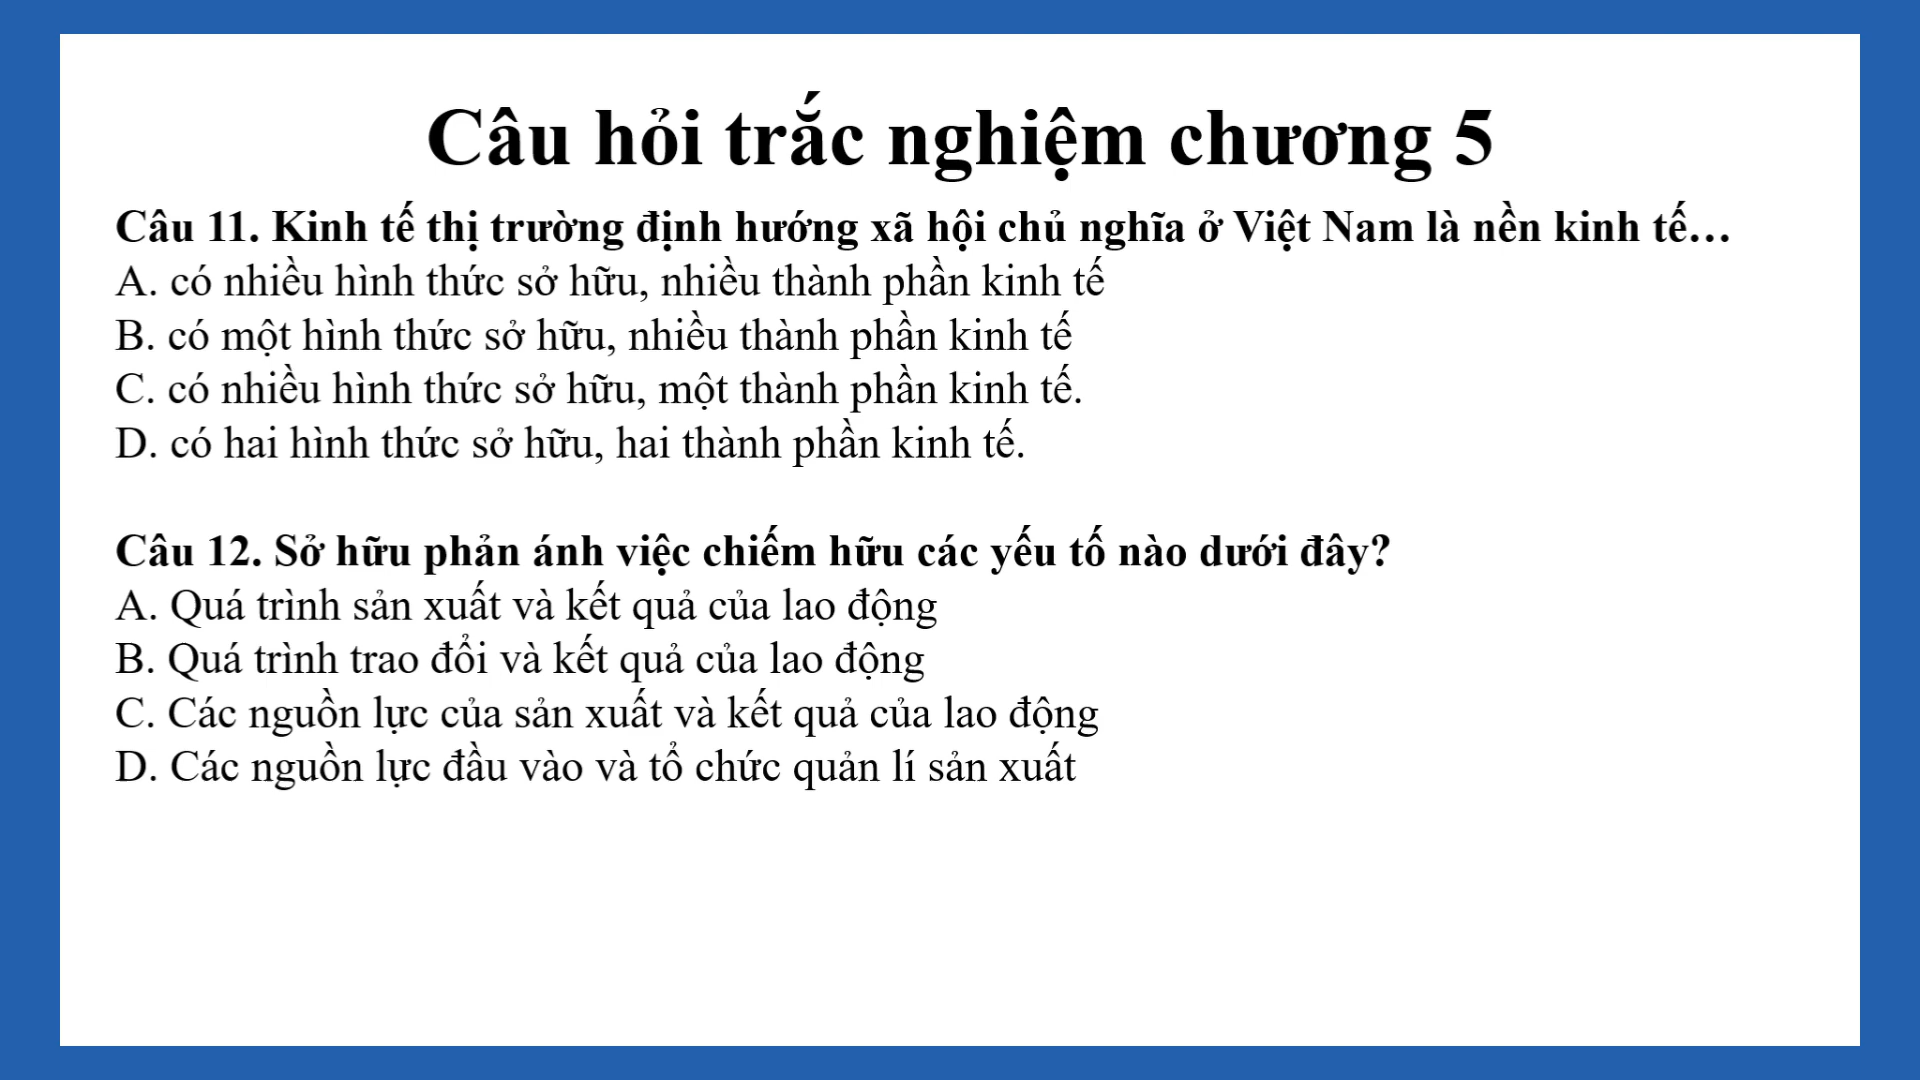 Câu hỏi trắc nghiệm chương 5
Câu 11. Kinh tế thị trường định hướng xã hội chủ nghĩa ở Việt Nam là nền kinh tế…
A. có nhiều hình thức sở hữu, nhiều thành phần kinh tế
B. có một hình thức sở hữu, nhiều thành phần kinh tế
C. có nhiều hình thức sở hữu, một thành phần kinh tế.
D. có hai hình thức sở hữu, hai thành phần kinh tế.
Câu 12. Sở hữu phản ánh việc chiếm hữu các yếu tố nào dưới đây?
A. Quá trình sản xuất và kết quả của lao động
B. Quá trình trao đổi và kết quả của lao động
C. Các nguồn lực của sản xuất và kết quả của lao động
D. Các nguồn lực đầu vào và tổ chức quản lí sản xuất